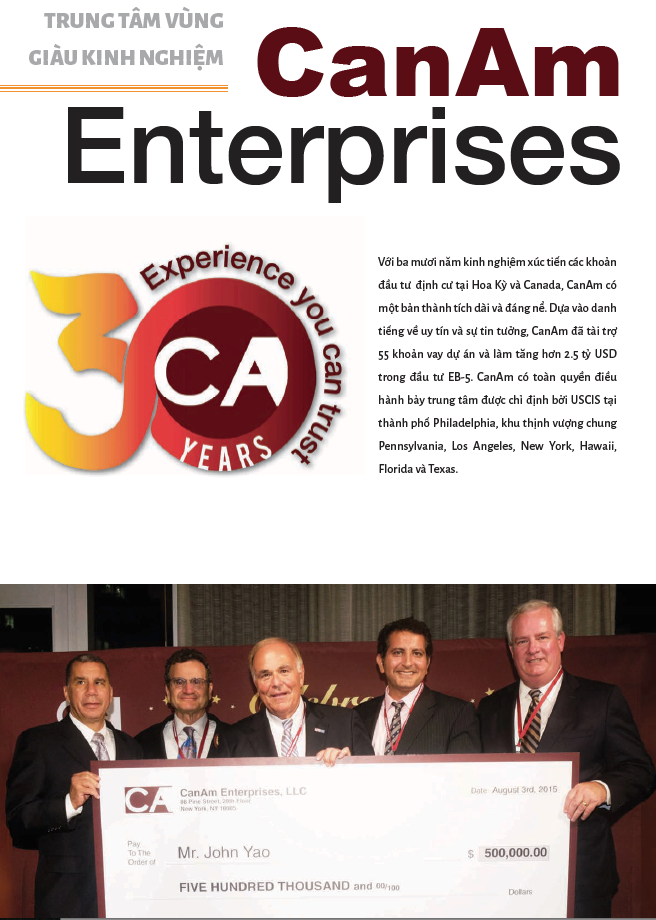 TRUNG TÂM VÙNG
GIÀU KINH NGHIỆM
CanAm
Enterprises
30
Experience you can trust
CA
YEARS
Với ba mươi năm kinh nghiệm xúc tiến các khoản
đầu tư định cư tại Hoa Kỳ và Canada, CanAm có
một bản thành tích dài và đáng nể. Dựa vào danh
tiếng về uy tín và sự tin tưởng, CanAm đã tài trợ
55 khoản vay dự án và làm tăng hơn 2.5 tỷ USD
trong đầu tư EB-5. CanAm có toàn quyền điều
hành bảy trung tâm được chỉ định bởi USCIS tại
thành phố Philadelphia, khu thịnh vượng chung
Pennsylvania, Los Angeles, New York, Hawaii,
Florida và Texas.
CA
CanAm Enterprises, LLC
88 Pine Street, 20th Floor
New York, NY 10005
Date August 3rd, 2015
Pay
To The
Order of
Mr. John Yao
$ 500,000.00
FIVE HUNDRED THOUSAND and 00/100
Dollars